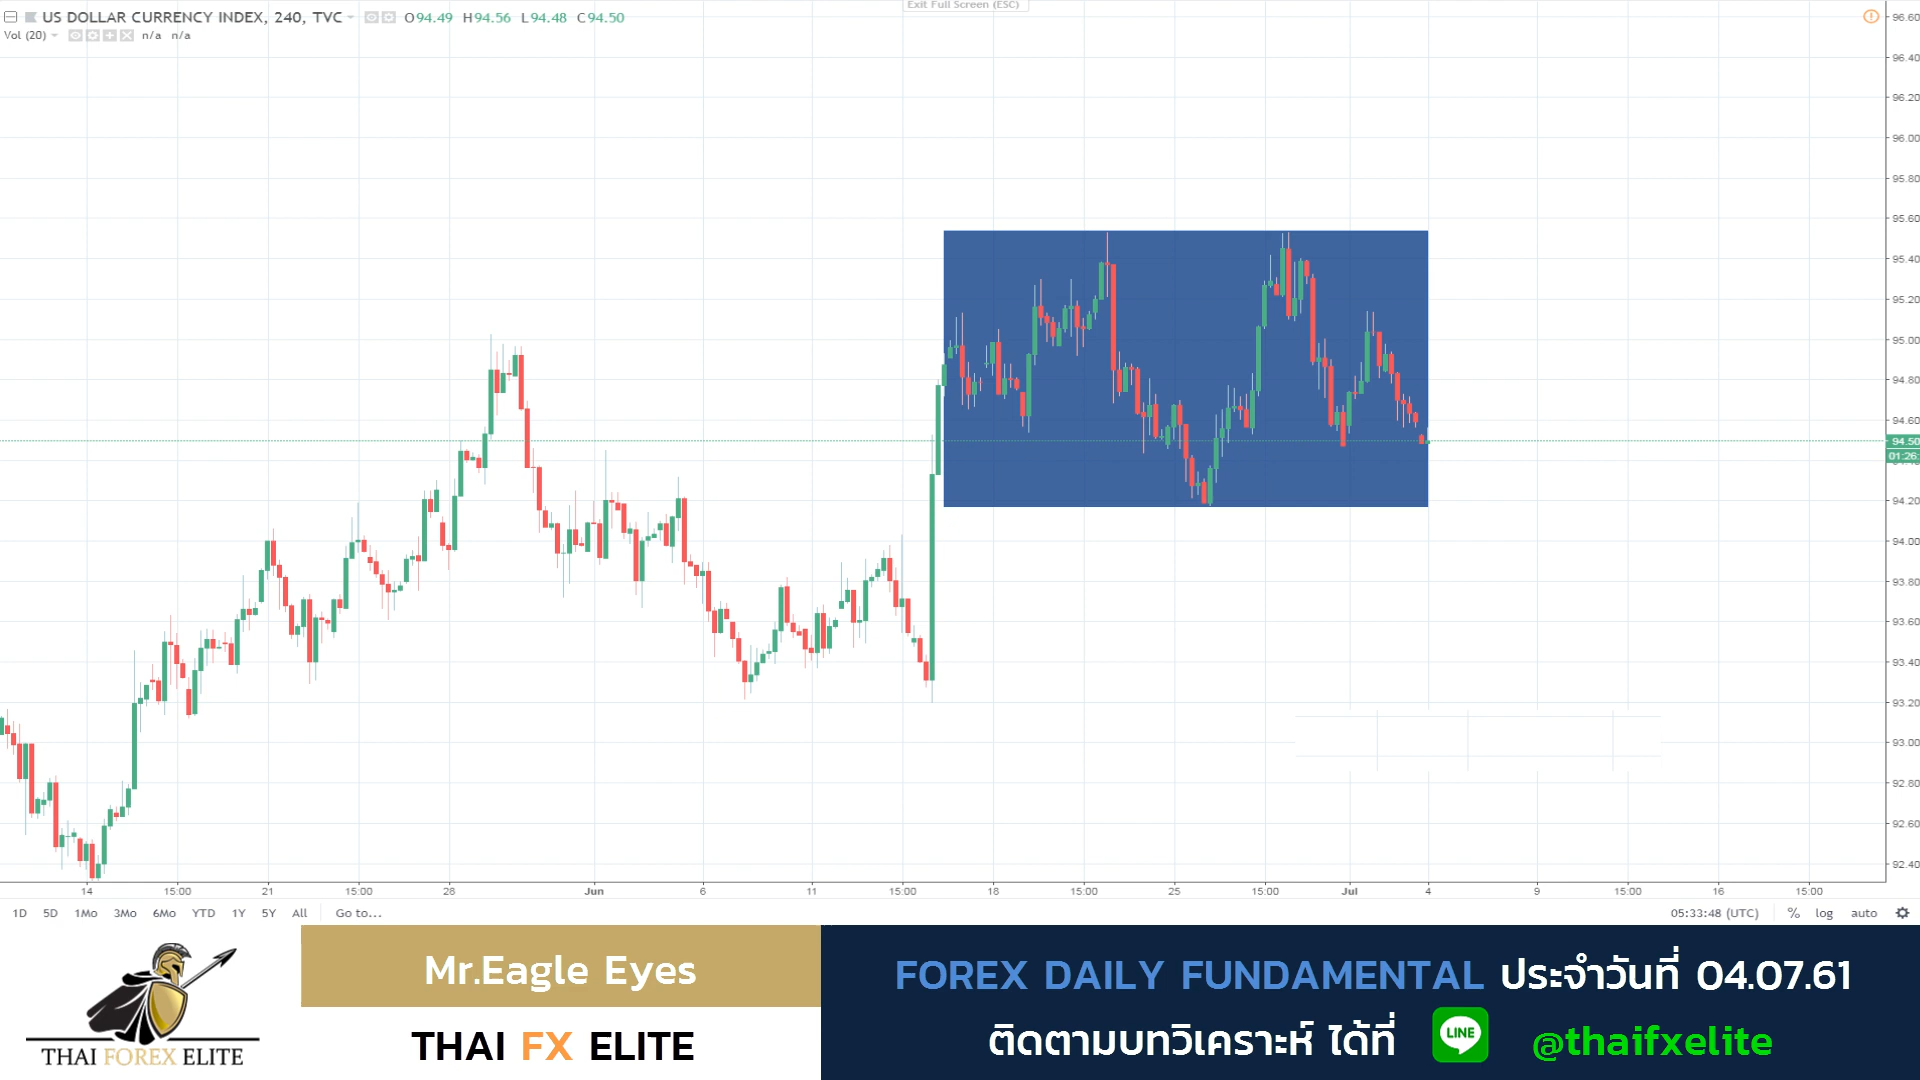 Exit Full Screen (ESC)
US DOLLAR CURRENCY INDEX, 240, TVC O94.49 H94.56 L94.48 C94.50
Vol (20) n/a n/a
96.60
96.40
96.20
96.00
95.80
95.60
95.40
95.20
95.00
94.80
94.60
94.50
01:26:
94.20
94.00
93.80
93.60
93.40
93.20
93.00
92.80
92.60
92.40
14 15:00 21 15:00 28 Jun 6 11 15:00 18 15:00 25 15:00 Jul 4 9 15:00 16 15:00
1D 5D 1Mo 3Mo 6Mo YTD 1Y 5Y All Go to... 05:33:48 (UTC) % log auto
THAI FOREX ELITE
Mr.Eagle Eyes
THAI FX ELITE
FOREX DAILY FUNDAMENTAL ประจำวันที่ 04.07.61
ติดตามบทวิเคราะห์ ได้ที่ LINE @thaifxelite